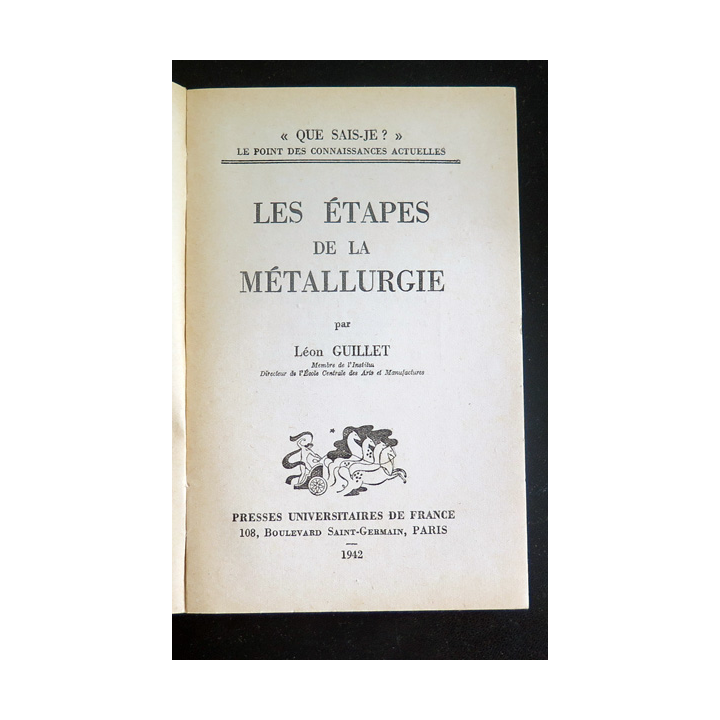 « QUE SAIS-JE ? »
LE POINT DES CONNAISSANCES ACTUELLES
LES ÉTAPES
DE LA
MÉTALLURGIE
par
Léon GUILLET
Membre de l'Institu
Directeur de l'École Centrale des Arts et Manufactures
PRESSES UNIVERSITAIRES DE FRANCE
108, BOULEVARD SAINT-GERMAIN, PARIS
1942